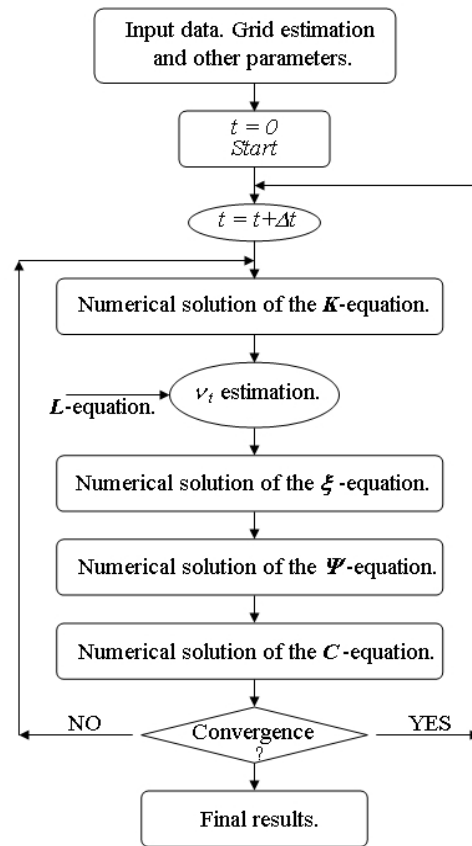 Input data. Grid estimation
and other parameters.
t = 0
Start
t = t+Δt
Numerical solution of the K-equation.
ν_t estimation.
L-equation.
Numerical solution of the ξ -equation.
Numerical solution of the Ψ-equation.
Numerical solution of the C -equation.
NO
Convergence
?
YES
Final results.